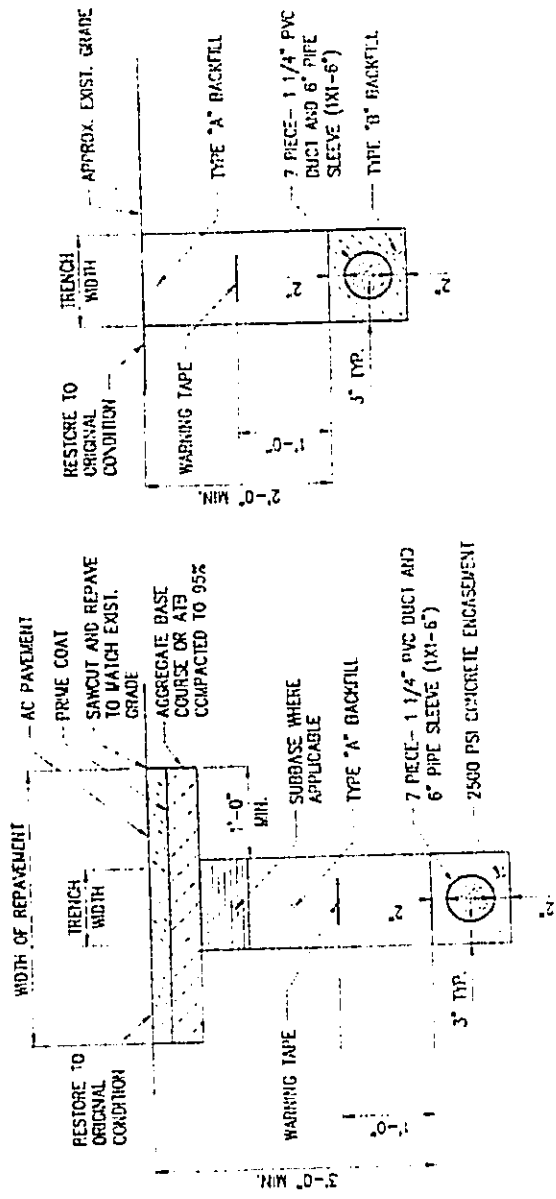 WIDTH OF REPAVEMENT
TRENCH
WIDTH
RESTORE TO
ORIGINAL
CONDITION
AC PAVEMENT
PRIME COAT
SAWCUT AND REPAVE
TO MATCH EXIST.
GRADE
AGGREGATE BASE
COURSE OR ATB
COMPACTED TO 95%
1'-0"
MIN.
SUBBASE WHERE
APPLICABLE
TYPE "A" BACKFILL
WARNING TAPE
3'-0" MIN.
1'-0"
7 PIECE- 1 1/4" PVC DUCT AND
6" PIPE SLEEVE (1X1-6")
2500 PSI CONCRETE ENCASEMENT
2"
3" TYP.
2"
TRENCH
WIDTH
RESTORE TO
ORIGINAL
CONDITION
APPROX. EXIST. GRADE
TYPE "A" BACKFILL
WARNING TAPE
2'-0" MIN.
1'-0"
7 PIECE- 1 1/4" PVC
DUCT AND 6" PIPE
SLEEVE (1X1-6")
TYPE "B" BACKFILL
2"
3" TYP.
2"